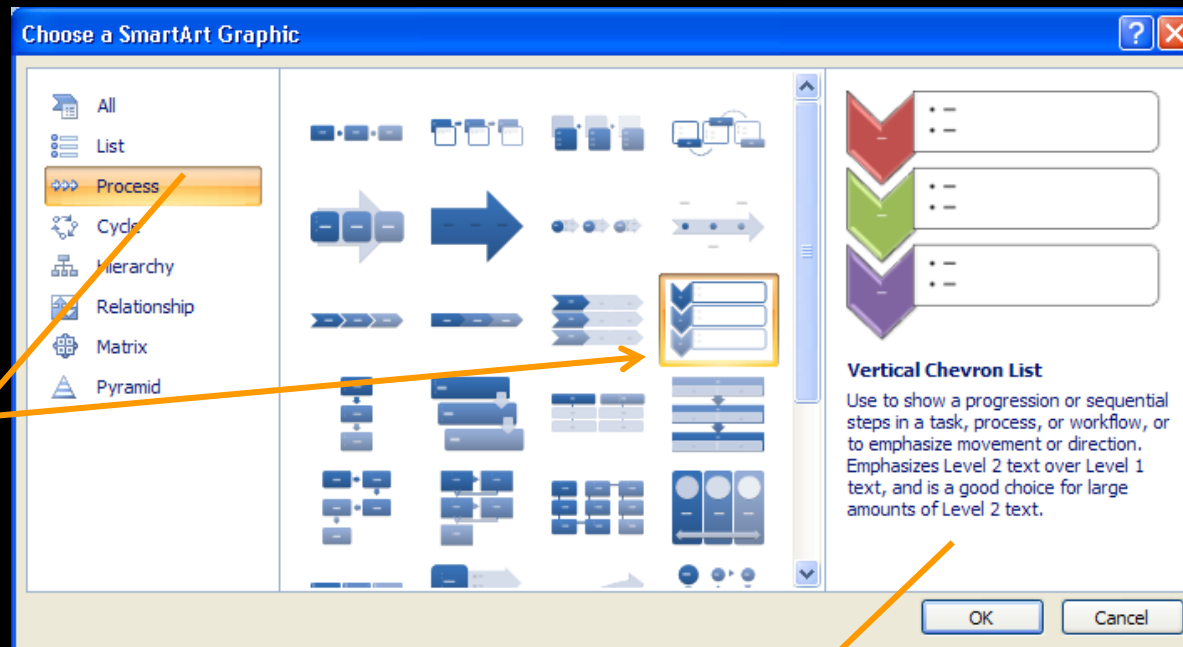 Choose a SmartArt Graphic
All
List
Process
Cycle
Hierarchy
Relationship
Matrix
Pyramid
Vertical Chevron List
Use to show a progression or sequential
steps in a task, process, or workflow, or
to emphasize movement or direction.
Emphasizes Level 2 text over Level 1
text, and is a good choice for large
amounts of Level 2 text.
OK
Cancel